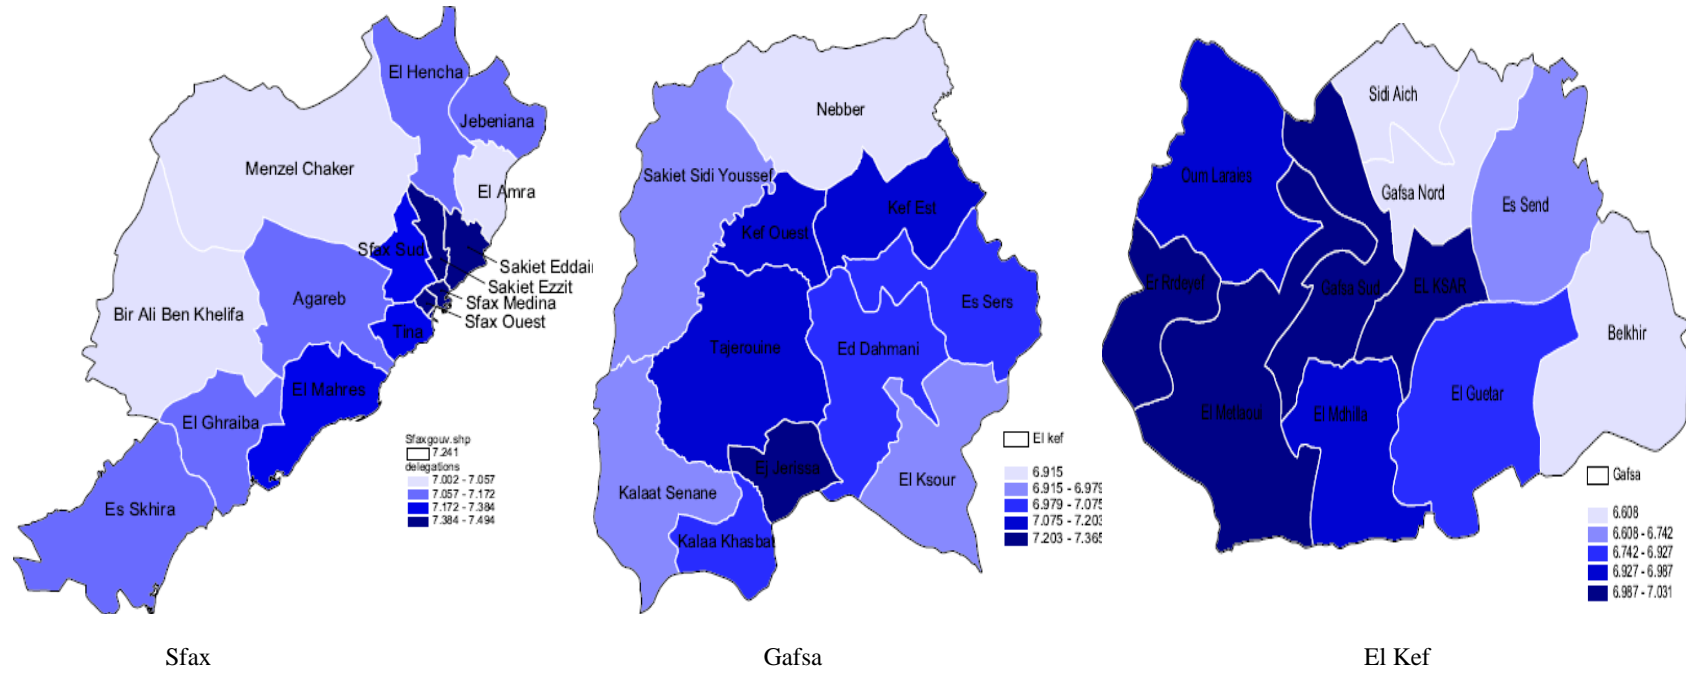 El Hencha
Jebeniana
Menzel Chaker
El Amra
Sfax Sud
Sakiet Eddai
Sakiet Ezzit
Sfax Medina
Sfax Ouest
Agareb
Bir Ali Ben Khelifa
Tina
El Mahres
El Ghraiba
Es Skhira
Sfaxgouv.shp
7.241
delegations
7.002 - 7.057
7.057 - 7.172
7.172 - 7.384
7.384 - 7.494
Sfax
Nebber
Sakiet Sidi Youssef
Kef Est
Kef Ouest
Es Sers
Tajerouine
Ed Dahmani
Ej Jerissa
El Ksour
Kalaat Senane
Kalaa Khasbat
El kef
6.915
6.915 - 6.979
6.979 - 7.075
7.075 - 7.203
7.203 - 7.365
Gafsa
Sidi Aich
Oum Laraies
Gafsa Nord
Es Send
Er Rdeyef
Gafsa Sud
EL KSAR
Belkhir
El Metlaoui
El Mdhilla
El Guetar
Gafsa
6.608
6.608 - 6.742
6.742 - 6.927
6.927 - 6.987
6.987 - 7.031
El Kef